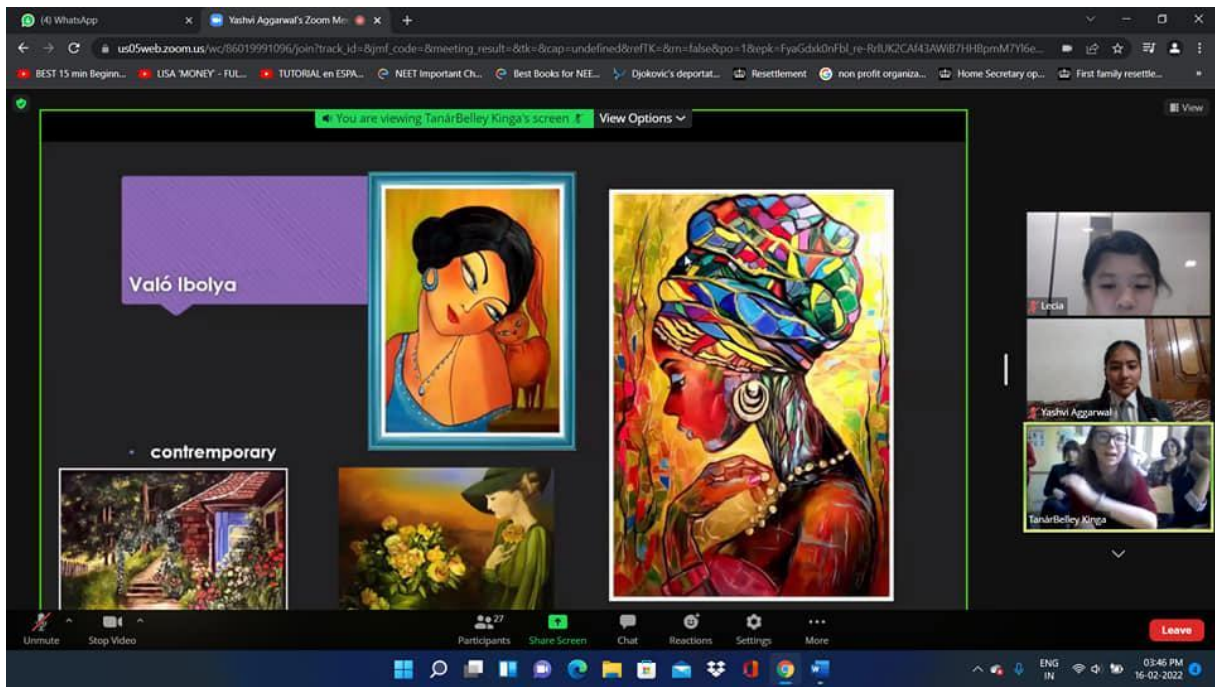 (4) WhatsApp
Yashvi Aggarwal's Zoom Me
us05web.zoom.us/wc/86019991096/join?track_id=&jmf_code=&meeting_result=&tk=&cap=undefined&refTK=&rn=false&po=1&epk=
BEST 15 min Beginn...
LISA 'MONEY' - FUL...
TUTORIAL en ESPA...
NEET Important Ch...
Best Books for NEE...
Djokovic's deportat...
Resettlement
non profit organiza...
Home Secretary op...
First family resettle...
You are viewing TanárBelley Kinga's screen
View Options
View
Való Ibolya
contremporary
Lecia
Yashvi Aggarwal
TanárBelley Kinga
Unmute
Stop Video
27
Participants
Share Screen
Chat
Reactions
Settings
More
Leave
ENG
IN
03:46 PM
16-02-2022